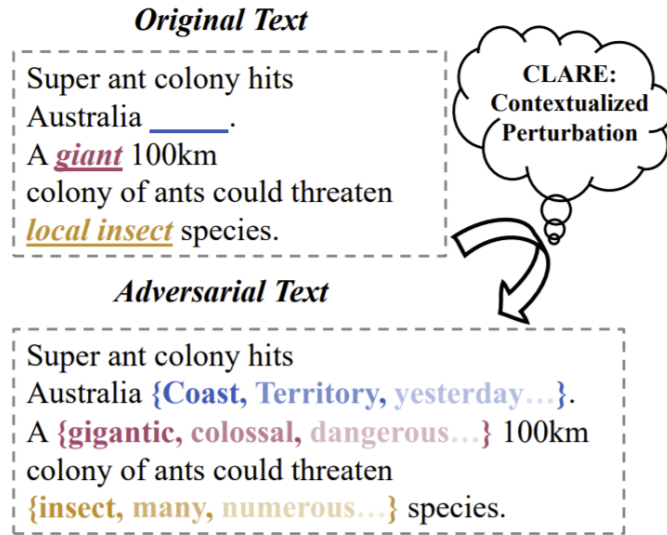 Original Text
Super ant colony hits
Australia _____.
A giant 100km
colony of ants could threaten
local insect species.
CLARE:
Contextualized
Perturbation
Adversarial Text
Super ant colony hits
Australia {Coast, Territory, yesterday…}.
A {gigantic, colossal, dangerous…} 100km
colony of ants could threaten
{insect, many, numerous…} species.